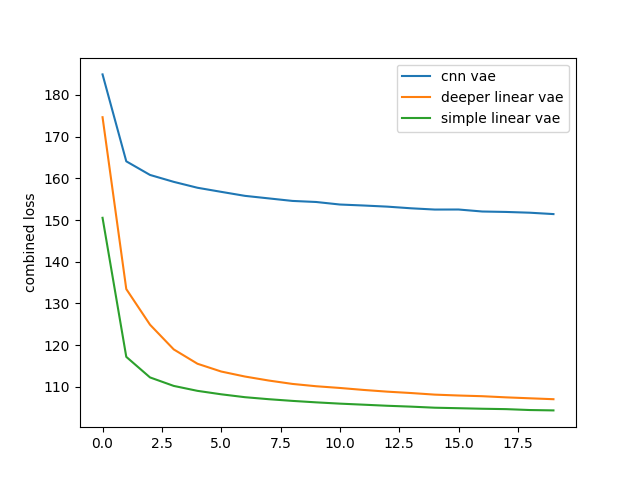 cnn vae
deeper linear vae
simple linear vae
180
170
160
150
140
130
120
110
combined loss
0.0 2.5 5.0 7.5 10.0 12.5 15.0 17.5